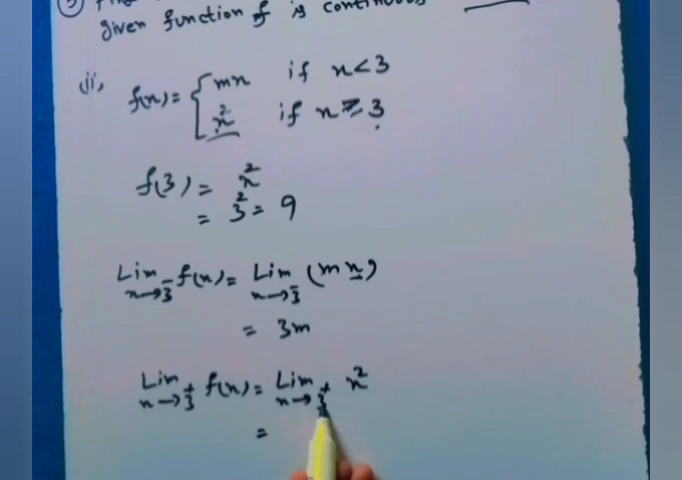 given function f is continuous
(ii) f(x) = { mx if x < 3
x² if x ≥ 3
f(3) = x²
= 3² = 9
Lim x→3⁻ f(x) = Lim x→3⁻ (mx)
= 3m
Lim x→3⁺ f(x) = Lim x→3⁺ x²
=